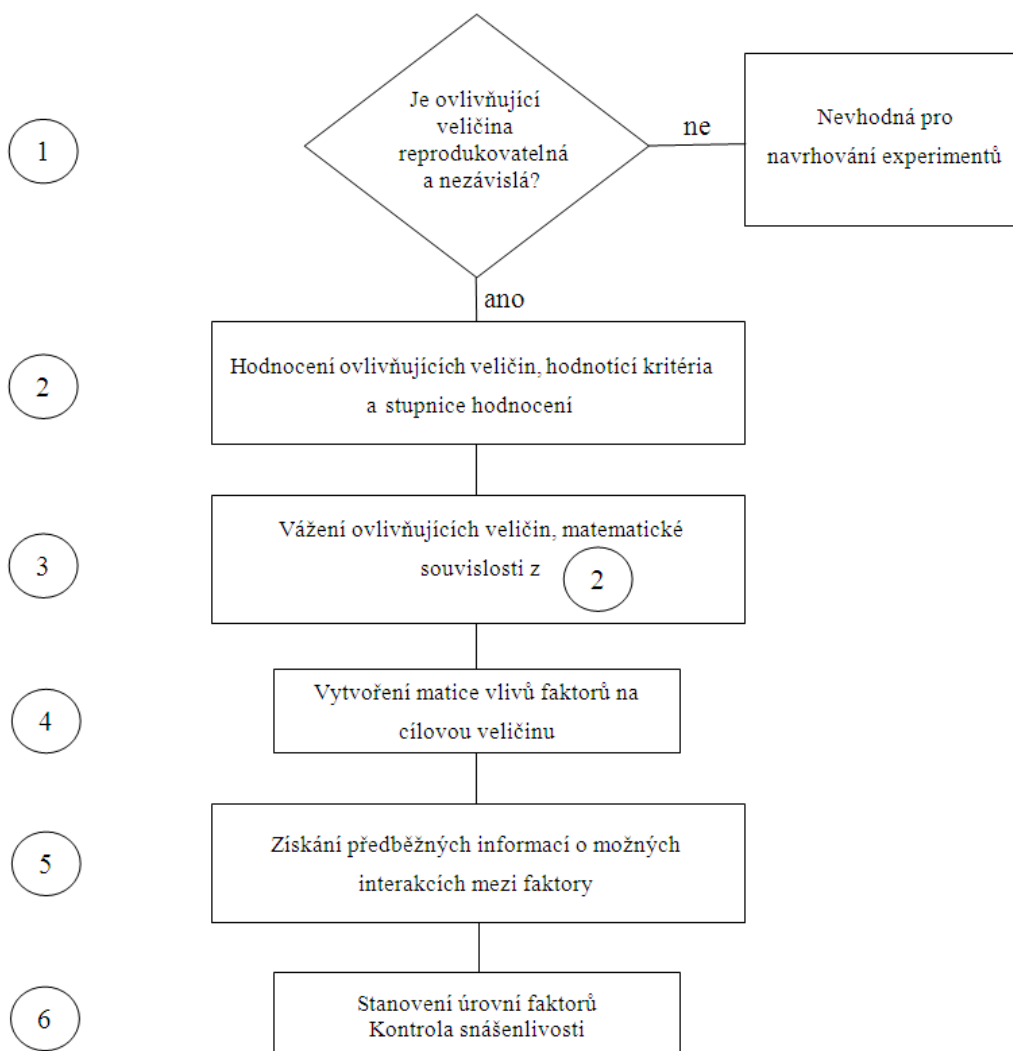 1
Je ovlivňující
veličina
reprodukovatelná
a nezávislá?
ne
Nevhodná pro
navrhování experimentů
ano
2
Hodnocení ovlivňujících veličin, hodnotící kritéria
a stupnice hodnocení
3
Vážení ovlivňujících veličin, matematické
souvislosti z 2
4
Vytvoření matice vlivů faktorů na
cílovou veličinu
5
Získání předběžných informací o možných
interakcích mezi faktory
6
Stanovení úrovní faktorů
Kontrola snášenlivosti